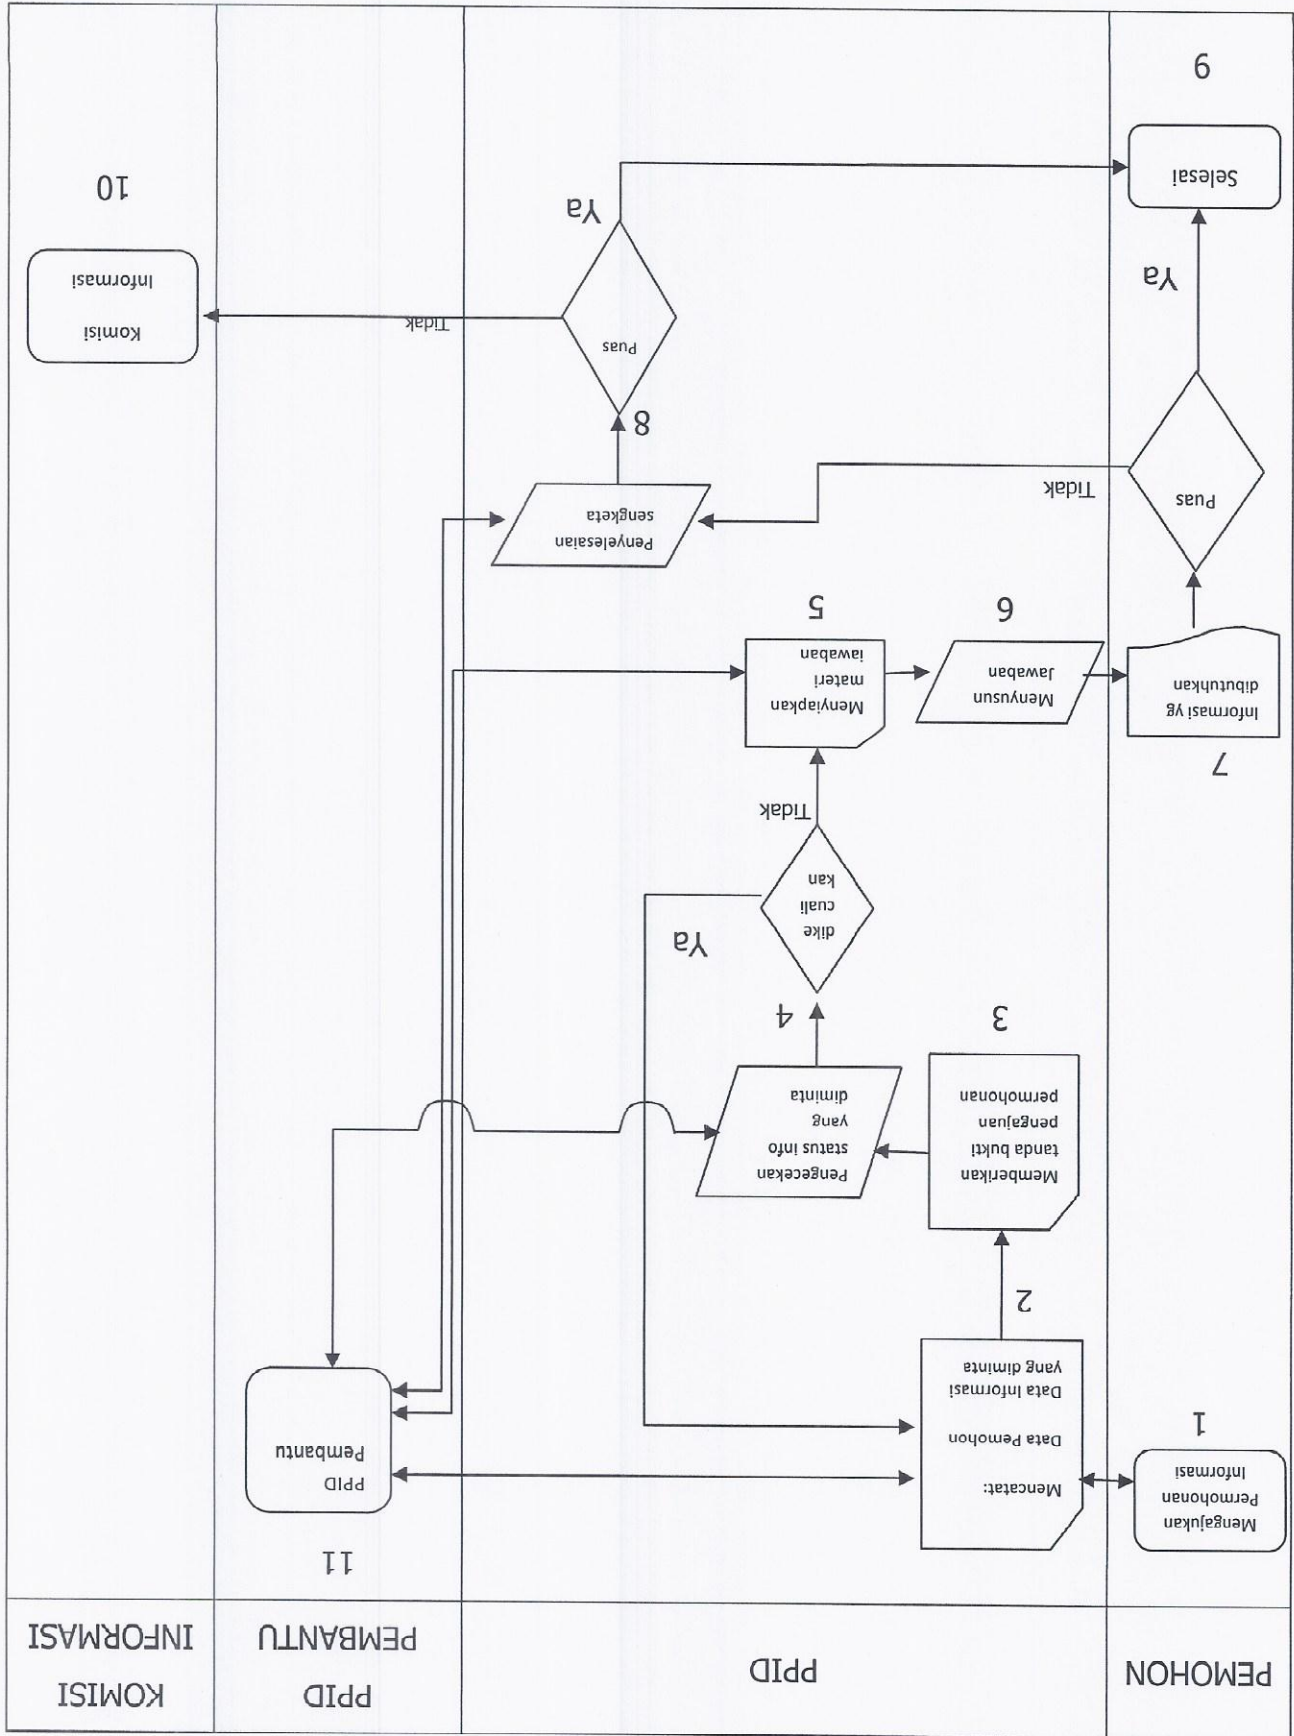 PEMOHON
PPID
PPID
PEMBANTU
KOMISI
INFORMASI
Mengajukan
Permohonan
Informasi
1
Mencatat:
Data Pemohon
Data Informasi
yang diminta
11
PPID
Pembantu
2
Memberikan
tanda bukti
pengajuan
permohonan
3
Pengecekan
status info
yang
diminta
4
dike
cuali
kan
Ya
Tidak
7
Informasi yg
dibutuhkan
Menyusun
Jawaban
6
Menyiapkan
materi
jawaban
5
Puas
Tidak
Penyelesaian
sengketa
8
Puas
Tidak
Komisi
Informasi
10
Ya
Ya
Selesai
9